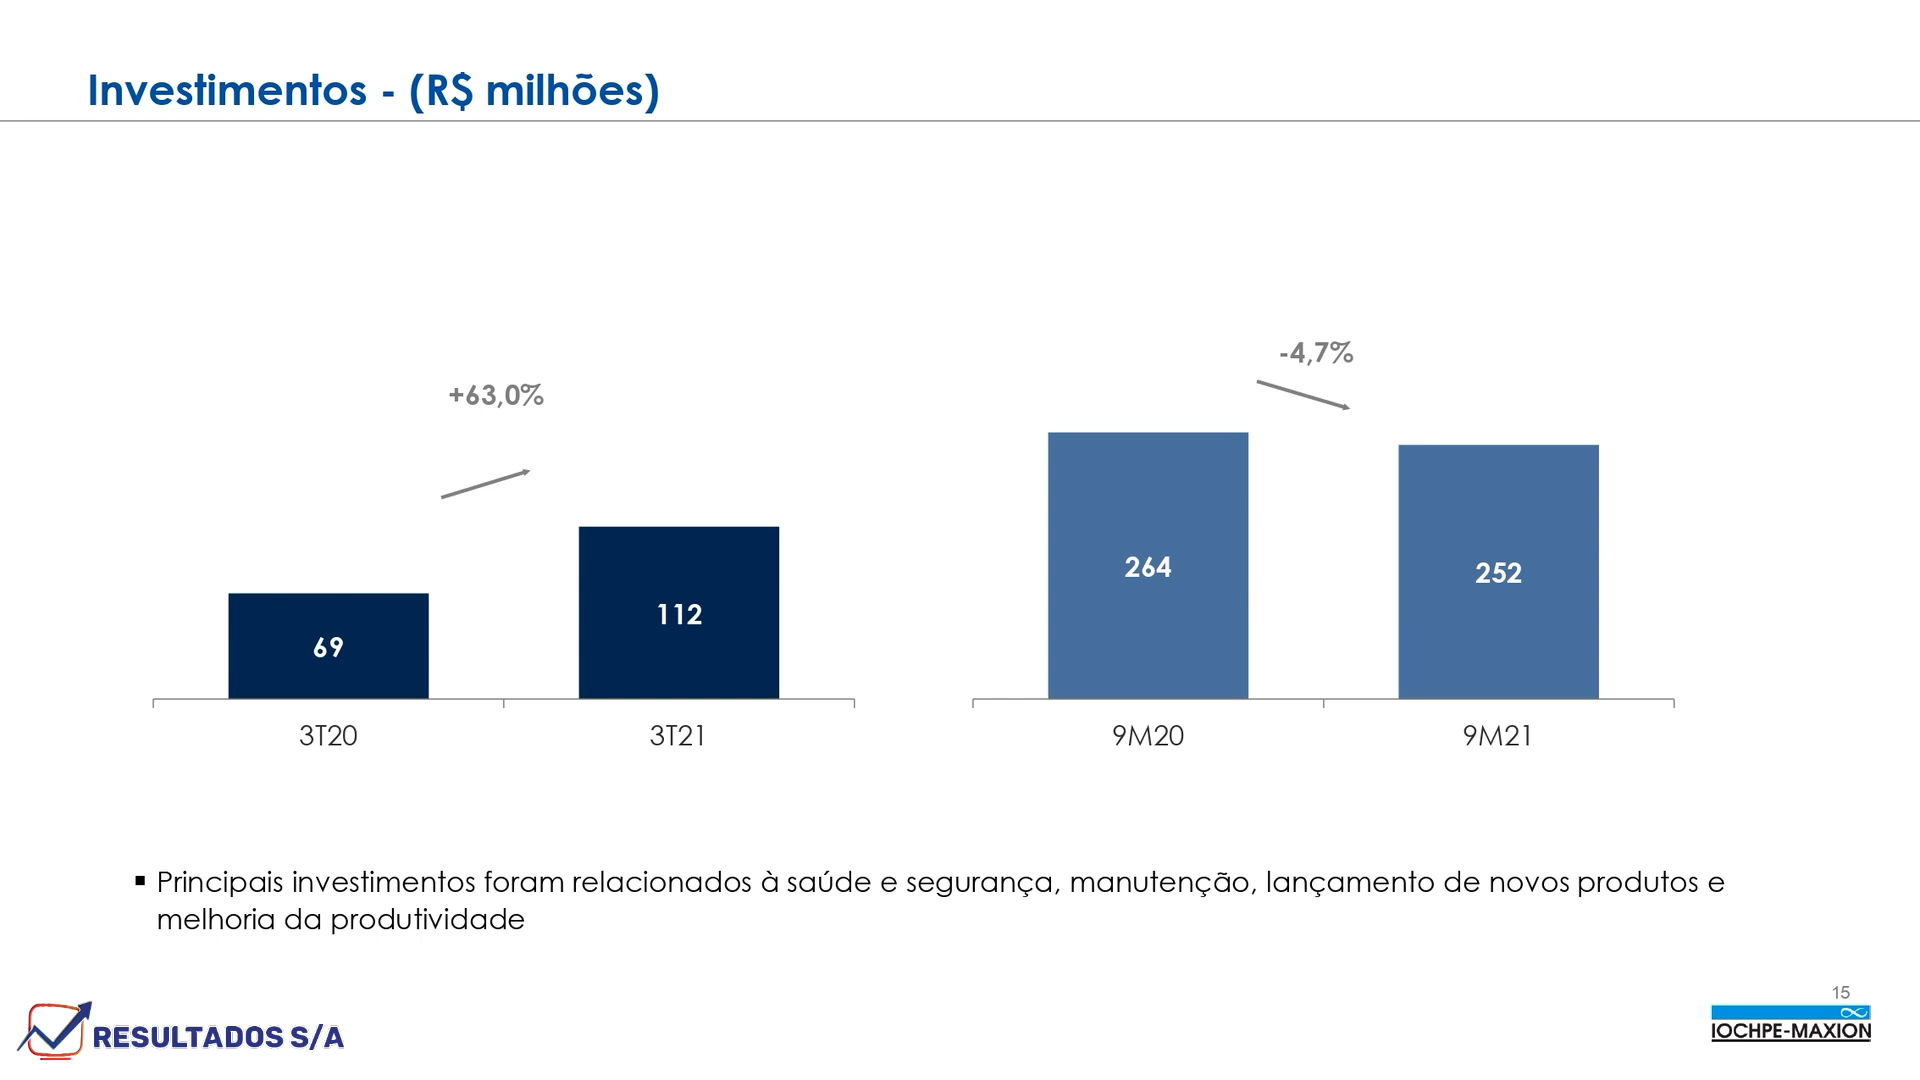 Investimentos - (R$ milhões)
+63,0%
-4,7%
69
112
264
252
3T20
3T21
9M20
9M21
▪ Principais investimentos foram relacionados à saúde e segurança, manutenção, lançamento de novos produtos e
melhoria da produtividade
15
RESULTADOS S/A
IOCHPE-MAXION